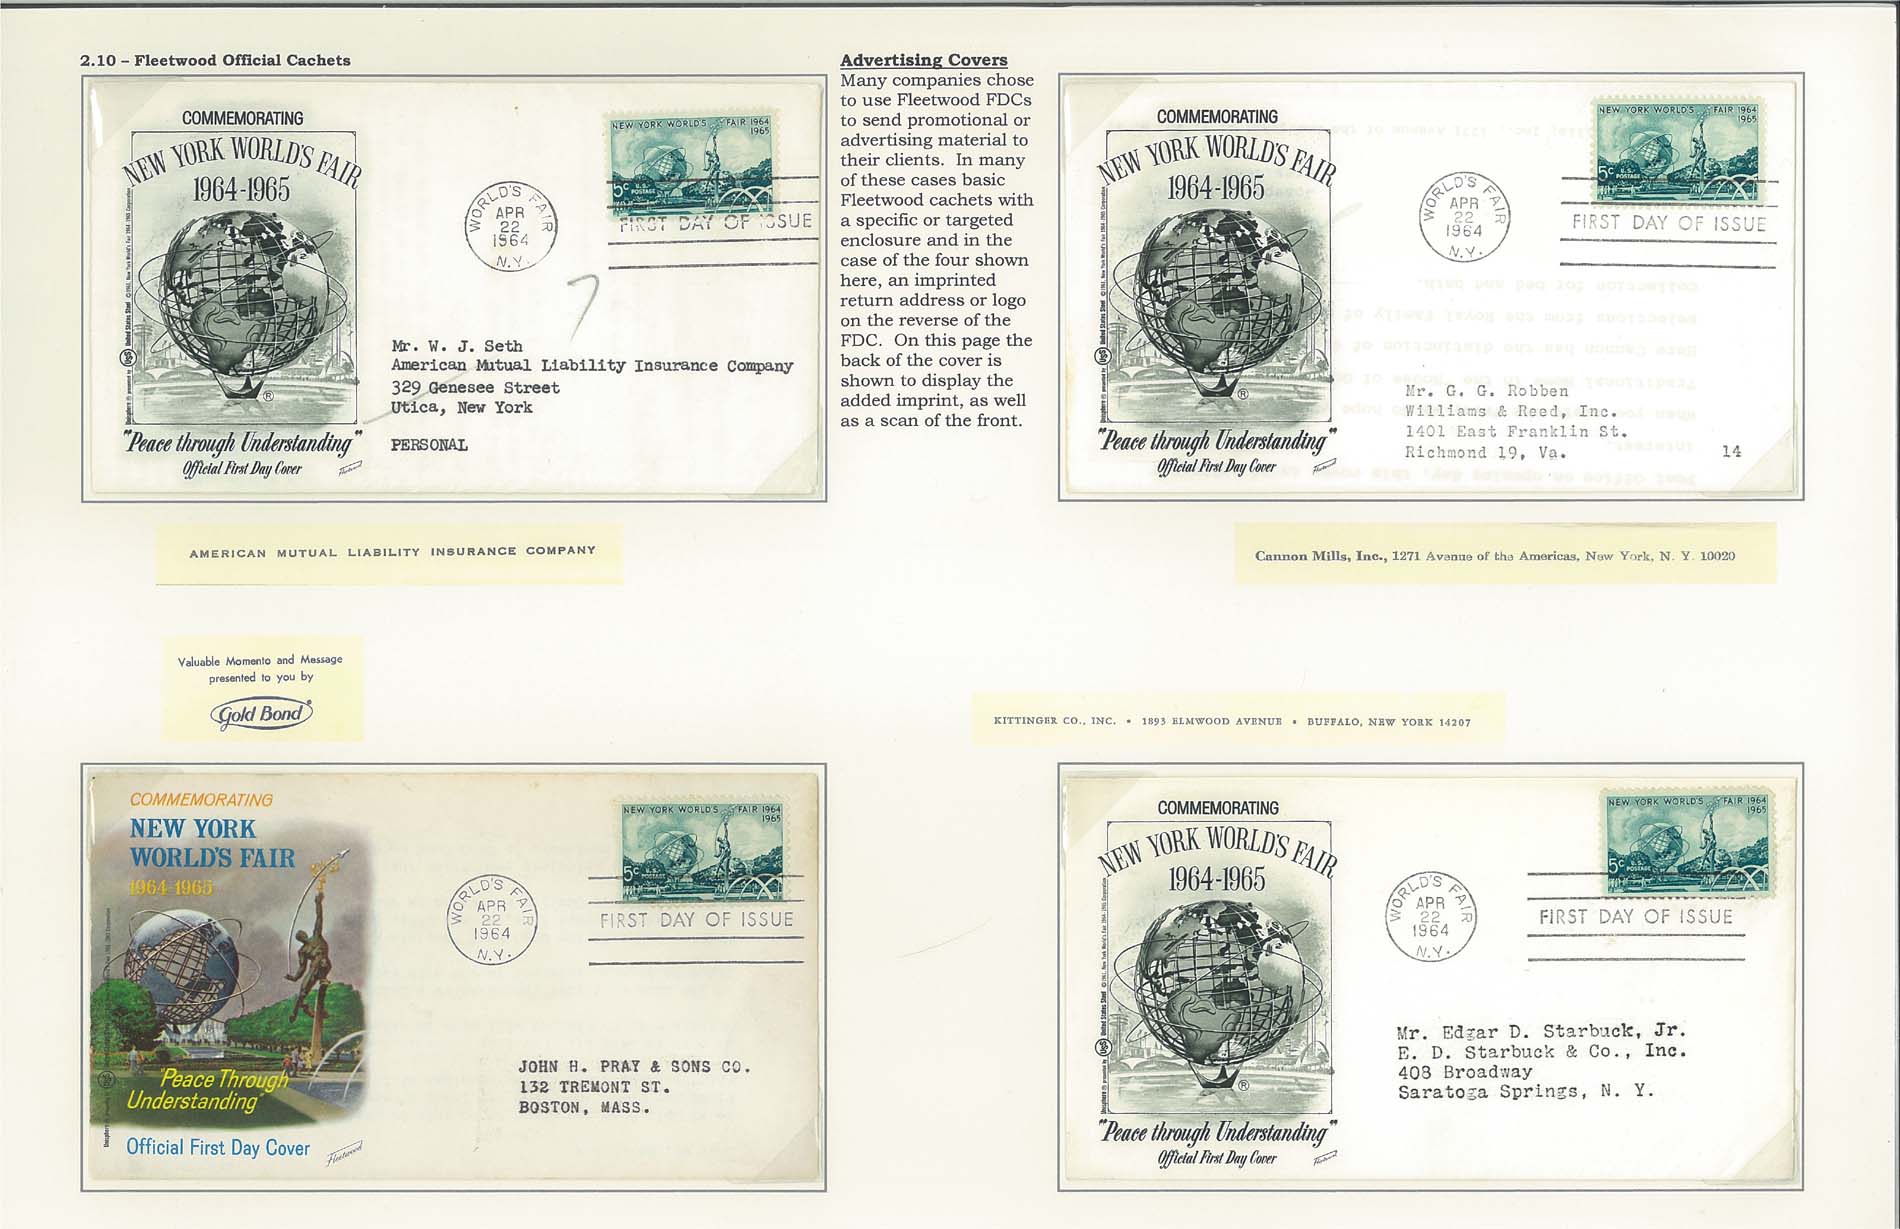 2.10 – Fleetwood Official Cachets
COMMEMORATING
NEW YORK WORLD'S FAIR
1964-1965
"Peace through Understanding"
Official First Day Cover
Fleetwood
WORLD'S FAIR
APR
22
1964
N.Y.
NEW YORK WORLD'S FAIR 1964
1965
5c U.S.
POSTAGE
FIRST DAY OF ISSUE
7
Mr. W. J. Seth
American Mutual Liability Insurance Company
329 Genesee Street
Utica, New York
PERSONAL
AMERICAN MUTUAL LIABILITY INSURANCE COMPANY
Advertising Covers
Many companies chose
to use Fleetwood FDCs
to send promotional or
advertising material to
their clients. In many
of these cases basic
Fleetwood cachets with
a specific or targeted
enclosure and in the
case of the four shown
here, an imprinted
return address or logo
on the reverse of the
FDC. On this page the
back of the cover is
shown to display the
added imprint, as well
as a scan of the front.
COMMEMORATING
NEW YORK WORLD'S FAIR
1964-1965
"Peace through Understanding"
Official First Day Cover
Fleetwood
WORLD'S FAIR
APR
22
1964
N.Y.
NEW YORK WORLD'S FAIR 1964
1965
5c U.S.
POSTAGE
FIRST DAY OF ISSUE
Mr. G. G. Robben
Williams & Reed, Inc.
1401 East Franklin St.
Richmond 19, Va. 14
Cannon Mills, Inc., 1271 Avenue of the Americas, New York, N. Y. 10020
Valuable Momento and Message
presented to you by
Gold Bond®
COMMEMORATING
NEW YORK
WORLD'S FAIR
1964-1965
"Peace Through
Understanding"
Official First Day Cover
Fleetwood
WORLD'S FAIR
APR
22
1964
N.Y.
NEW YORK WORLD'S FAIR 1964
1965
5c U.S.
POSTAGE
FIRST DAY OF ISSUE
JOHN H. PRAY & SONS CO.
132 TREMONT ST.
BOSTON, MASS.
KITTINGER CO., INC. • 1893 ELMWOOD AVENUE • BUFFALO, NEW YORK 14207
COMMEMORATING
NEW YORK WORLD'S FAIR
1964-1965
"Peace through Understanding"
Official First Day Cover
Fleetwood
WORLD'S FAIR
APR
22
1964
N.Y.
NEW YORK WORLD'S FAIR 1964
1965
5c U.S.
POSTAGE
FIRST DAY OF ISSUE
Mr. Edgar D. Starbuck, Jr.
E. D. Starbuck & Co., Inc.
408 Broadway
Saratoga Springs, N. Y.